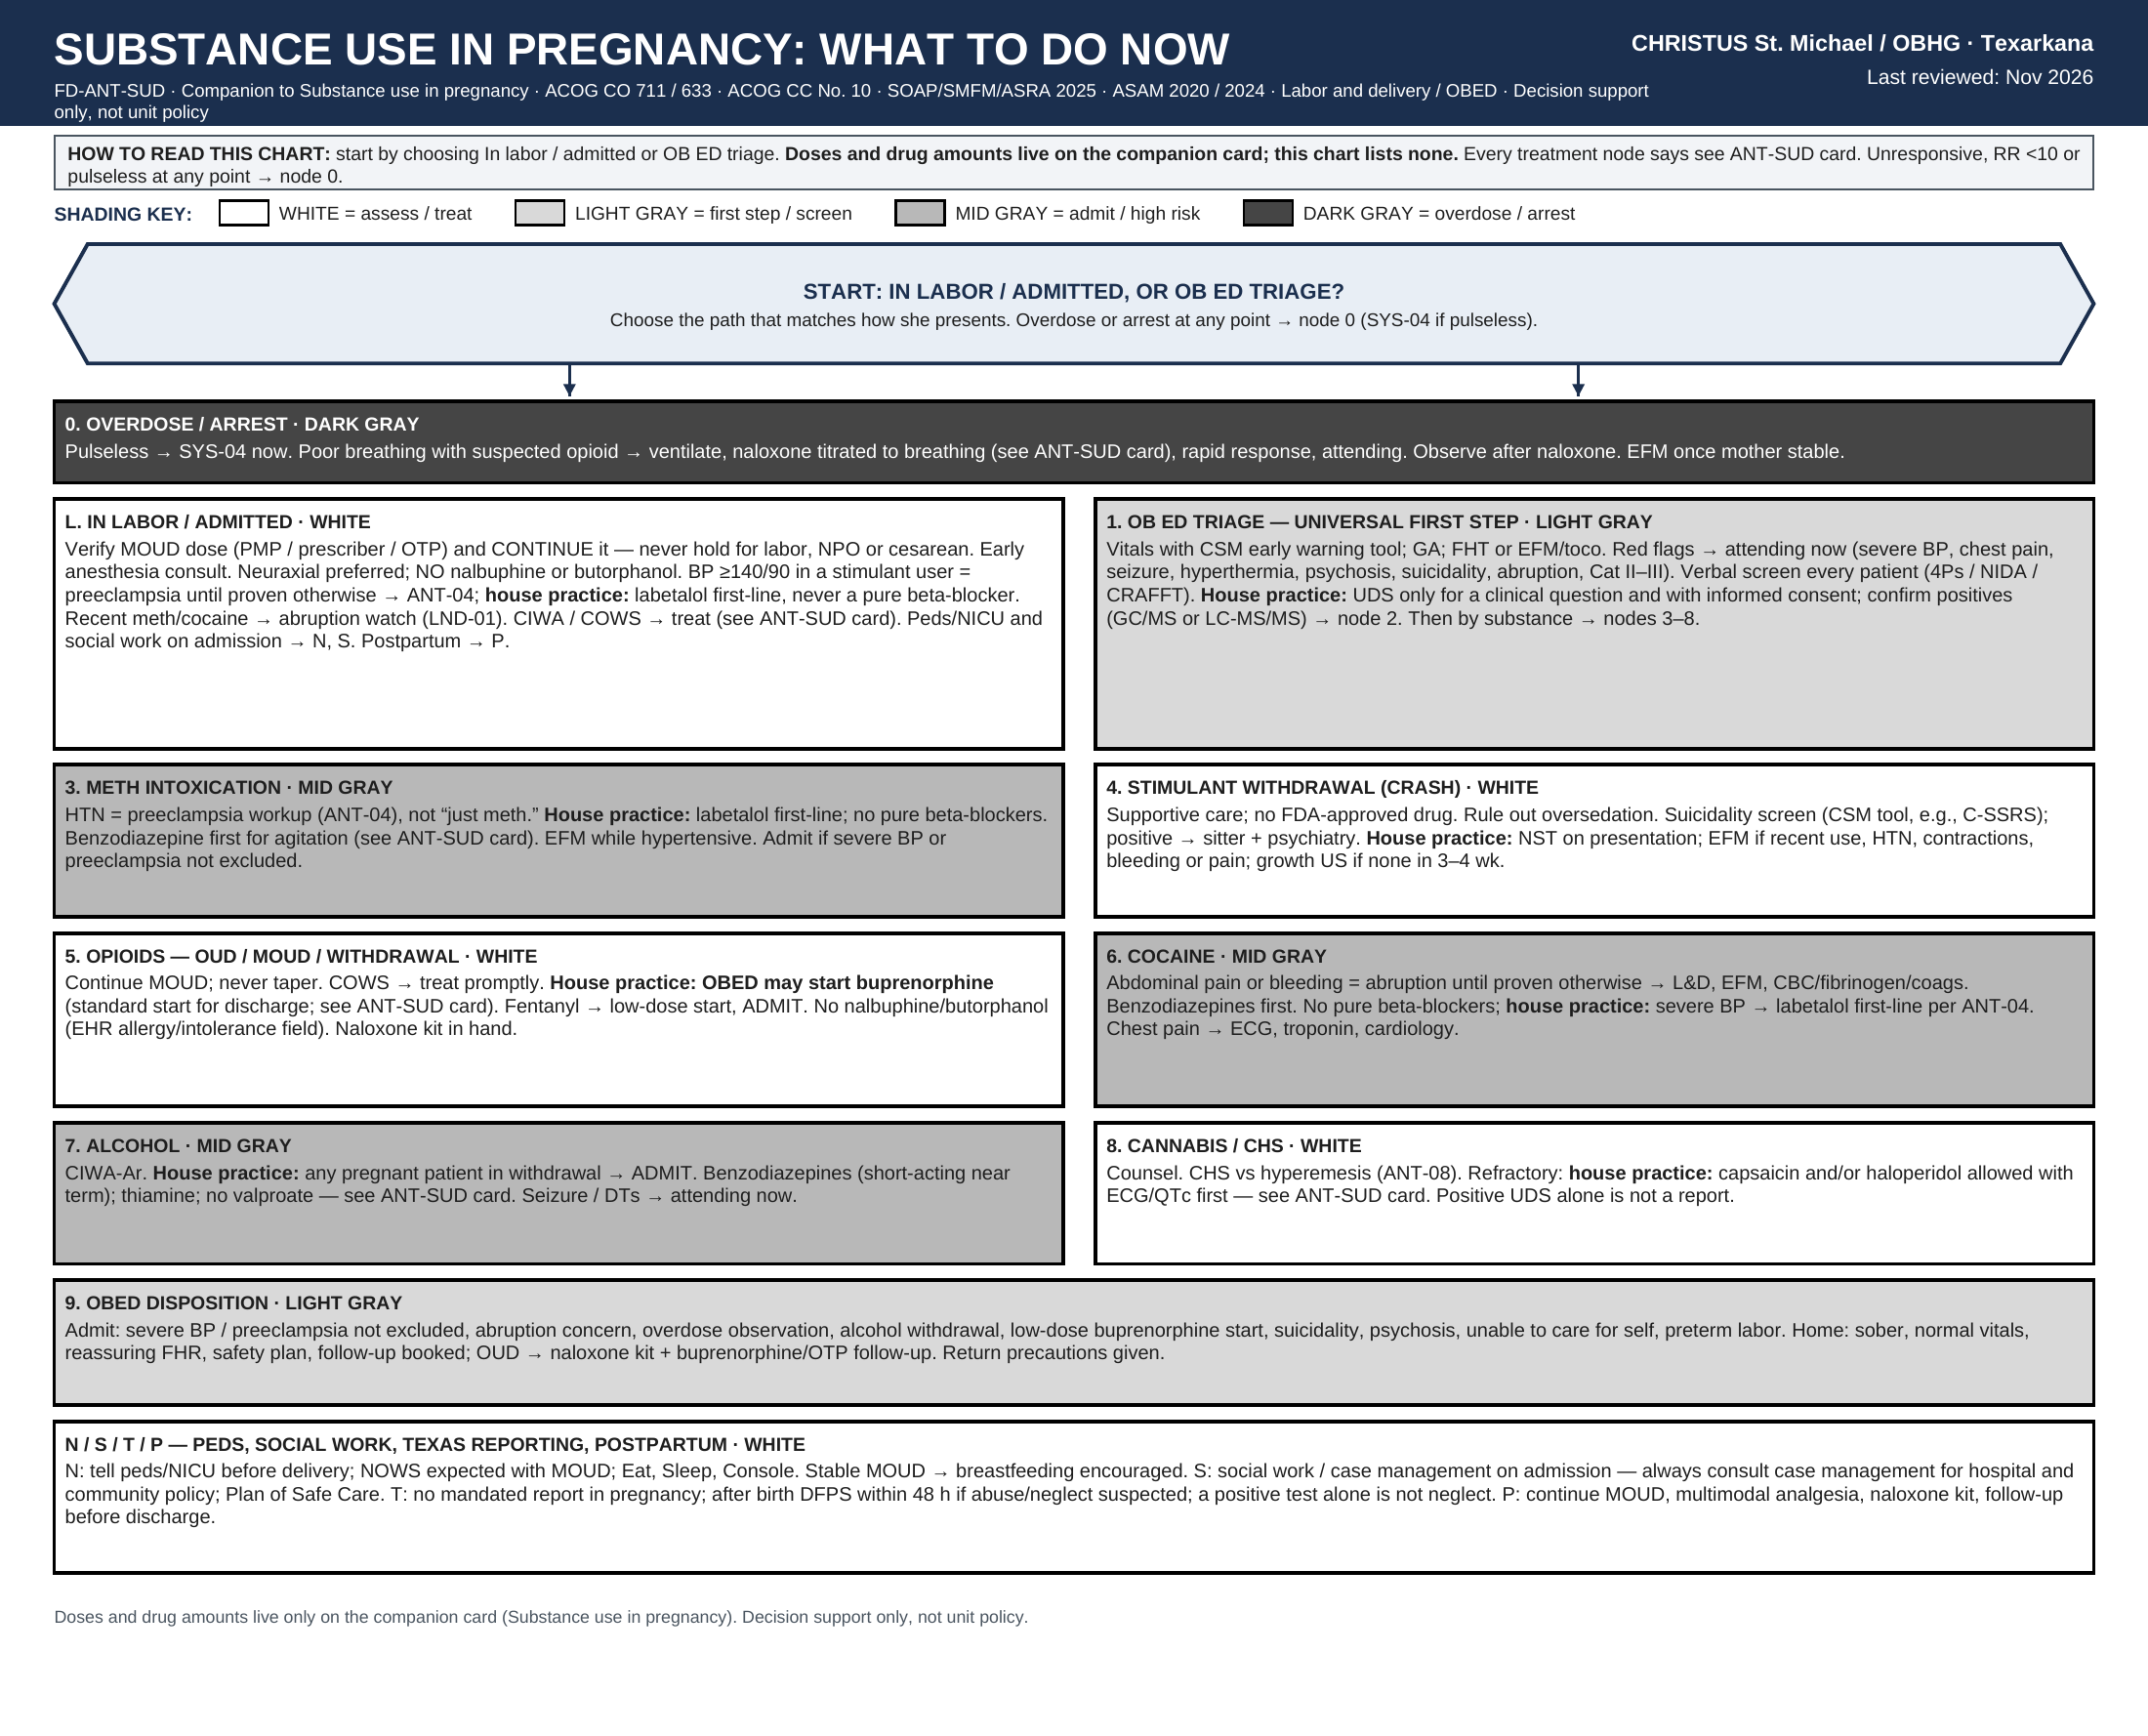 SUBSTANCE USE IN PREGNANCY: WHAT TO DO NOW
CHRISTUS St. Michael / OBHG · Texarkana
Last reviewed: Nov 2026
FD-ANT-SUD · Companion to Substance use in pregnancy · ACOG CO 711 / 633 · ACOG CC No. 10 · SOAP/SMFM/ASRA 2025 · ASAM 2020 / 2024 · Labor and delivery / OBED · Decision support
only, not unit policy
HOW TO READ THIS CHART: start by choosing In labor / admitted or OB ED triage. Doses and drug amounts live on the companion card; this chart lists none. Every treatment node says see ANT-SUD card. Unresponsive, RR <10 or
pulseless at any point → node 0.
SHADING KEY: WHITE = assess / treat LIGHT GRAY = first step / screen MID GRAY = admit / high risk DARK GRAY = overdose / arrest
START: IN LABOR / ADMITTED, OR OB ED TRIAGE?
Choose the path that matches how she presents. Overdose or arrest at any point → node 0 (SYS-04 if pulseless).
0. OVERDOSE / ARREST · DARK GRAY
Pulseless → SYS-04 now. Poor breathing with suspected opioid → ventilate, naloxone titrated to breathing (see ANT-SUD card), rapid response, attending. Observe after naloxone. EFM once mother stable.
L. IN LABOR / ADMITTED · WHITE
Verify MOUD dose (PMP / prescriber / OTP) and CONTINUE it — never hold for labor, NPO or cesarean. Early
anesthesia consult. Neuraxial preferred; NO nalbuphine or butorphanol. BP ≥140/90 in a stimulant user =
preeclampsia until proven otherwise → ANT-04; house practice: labetalol first-line, never a pure beta-blocker.
Recent meth/cocaine → abruption watch (LND-01). CIWA / COWS → treat (see ANT-SUD card). Peds/NICU and
social work on admission → N, S. Postpartum → P.
1. OB ED TRIAGE — UNIVERSAL FIRST STEP · LIGHT GRAY
Vitals with CSM early warning tool; GA; FHT or EFM/toco. Red flags → attending now (severe BP, chest pain,
seizure, hyperthermia, psychosis, suicidality, abruption, Cat II–III). Verbal screen every patient (4Ps / NIDA /
CRAFFT). House practice: UDS only for a clinical question and with informed consent; confirm positives
(GC/MS or LC-MS/MS) → node 2. Then by substance → nodes 3–8.
3. METH INTOXICATION · MID GRAY
HTN = preeclampsia workup (ANT-04), not “just meth.” House practice: labetalol first-line; no pure beta-blockers.
Benzodiazepine first for agitation (see ANT-SUD card). EFM while hypertensive. Admit if severe BP or
preeclampsia not excluded.
4. STIMULANT WITHDRAWAL (CRASH) · WHITE
Supportive care; no FDA-approved drug. Rule out oversedation. Suicidality screen (CSM tool, e.g., C-SSRS);
positive → sitter + psychiatry. House practice: NST on presentation; EFM if recent use, HTN, contractions,
bleeding or pain; growth US if none in 3–4 wk.
5. OPIOIDS — OUD / MOUD / WITHDRAWAL · WHITE
Continue MOUD; never taper. COWS → treat promptly. House practice: OBED may start buprenorphine
(standard start for discharge; see ANT-SUD card). Fentanyl → low-dose start, ADMIT. No nalbuphine/butorphanol
(EHR allergy/intolerance field). Naloxone kit in hand.
6. COCAINE · MID GRAY
Abdominal pain or bleeding = abruption until proven otherwise → L&D, EFM, CBC/fibrinogen/coags.
Benzodiazepines first. No pure beta-blockers; house practice: severe BP → labetalol first-line per ANT-04.
Chest pain → ECG, troponin, cardiology.
7. ALCOHOL · MID GRAY
CIWA-Ar. House practice: any pregnant patient in withdrawal → ADMIT. Benzodiazepines (short-acting near
term); thiamine; no valproate — see ANT-SUD card. Seizure / DTs → attending now.
8. CANNABIS / CHS · WHITE
Counsel. CHS vs hyperemesis (ANT-08). Refractory: house practice: capsaicin and/or haloperidol allowed with
ECG/QTc first — see ANT-SUD card. Positive UDS alone is not a report.
9. OBED DISPOSITION · LIGHT GRAY
Admit: severe BP / preeclampsia not excluded, abruption concern, overdose observation, alcohol withdrawal, low-dose buprenorphine start, suicidality, psychosis, unable to care for self, preterm labor. Home: sober, normal vitals,
reassuring FHR, safety plan, follow-up booked; OUD → naloxone kit + buprenorphine/OTP follow-up. Return precautions given.
N / S / T / P — PEDS, SOCIAL WORK, TEXAS REPORTING, POSTPARTUM · WHITE
N: tell peds/NICU before delivery; NOWS expected with MOUD; Eat, Sleep, Console. Stable MOUD → breastfeeding encouraged. S: social work / case management on admission — always consult case management for hospital and
community policy; Plan of Safe Care. T: no mandated report in pregnancy; after birth DFPS within 48 h if abuse/neglect suspected; a positive test alone is not neglect. P: continue MOUD, multimodal analgesia, naloxone kit, follow-up
before discharge.
Doses and drug amounts live only on the companion card (Substance use in pregnancy). Decision support only, not unit policy.